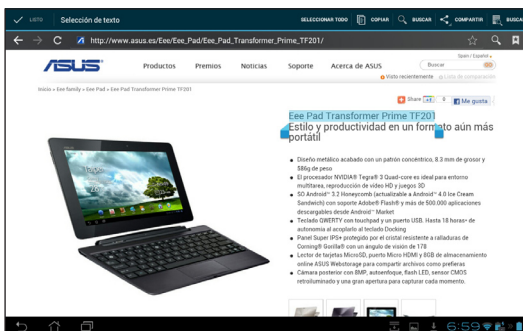 LISTO Selección de texto SELECCIONAR TODO COPIAR BUSCAR COMPARTIR BUSCA
http://www.asus.es/Eee/Eee_Pad/Eee_Pad_Transformer_Prime_TF201/
Spain / Español
ASUS Productos Premios Noticias Soporte Acerca de ASUS Buscar
Visto recientemente Lista de comparación
Inicio » Eee family » Eee Pad » Eee Pad Transformer Prime TF201
Share 0 Me gusta
Eee Pad Transformer Prime TF201
Estilo y productividad en un formato aún más
portátil
Diseño metálico acabado con un patrón concéntrico, 8.3 mm de grosor y
586g de peso
El procesador NVIDIA® Tegra® 3 Quad-core es ideal para entorno
multitarea, reproducción de vídeo HD y juegos 3D
SO Android™ 3.2 Honeycomb (actualizable a Android™ 4.0 Ice Cream
Sandwich) con soporte Adobe® Flash® y más de 500.000 aplicaciones
descargables desde Android™ Market
Teclado QWERTY con touchpad y un puerto USB. Hasta 18 horas* de
autonomia al acoplarlo al teclado Docking
Panel Super IPS+ protegido por el cristal resistente a ralladuras de
Corning® Gorilla® con un angulo de visión de 178
Lector de tarjetas MicroSD, puerto Micro HDMI y 8GB de almacenamiento
online ASUS Webstorage para compartir archivos como prefieras
Cámara posterior con 8MP, autoenfoque, flash LED, sensor CMOS
retroiluminado y una gran apertura para capturar cada momento.
6:59